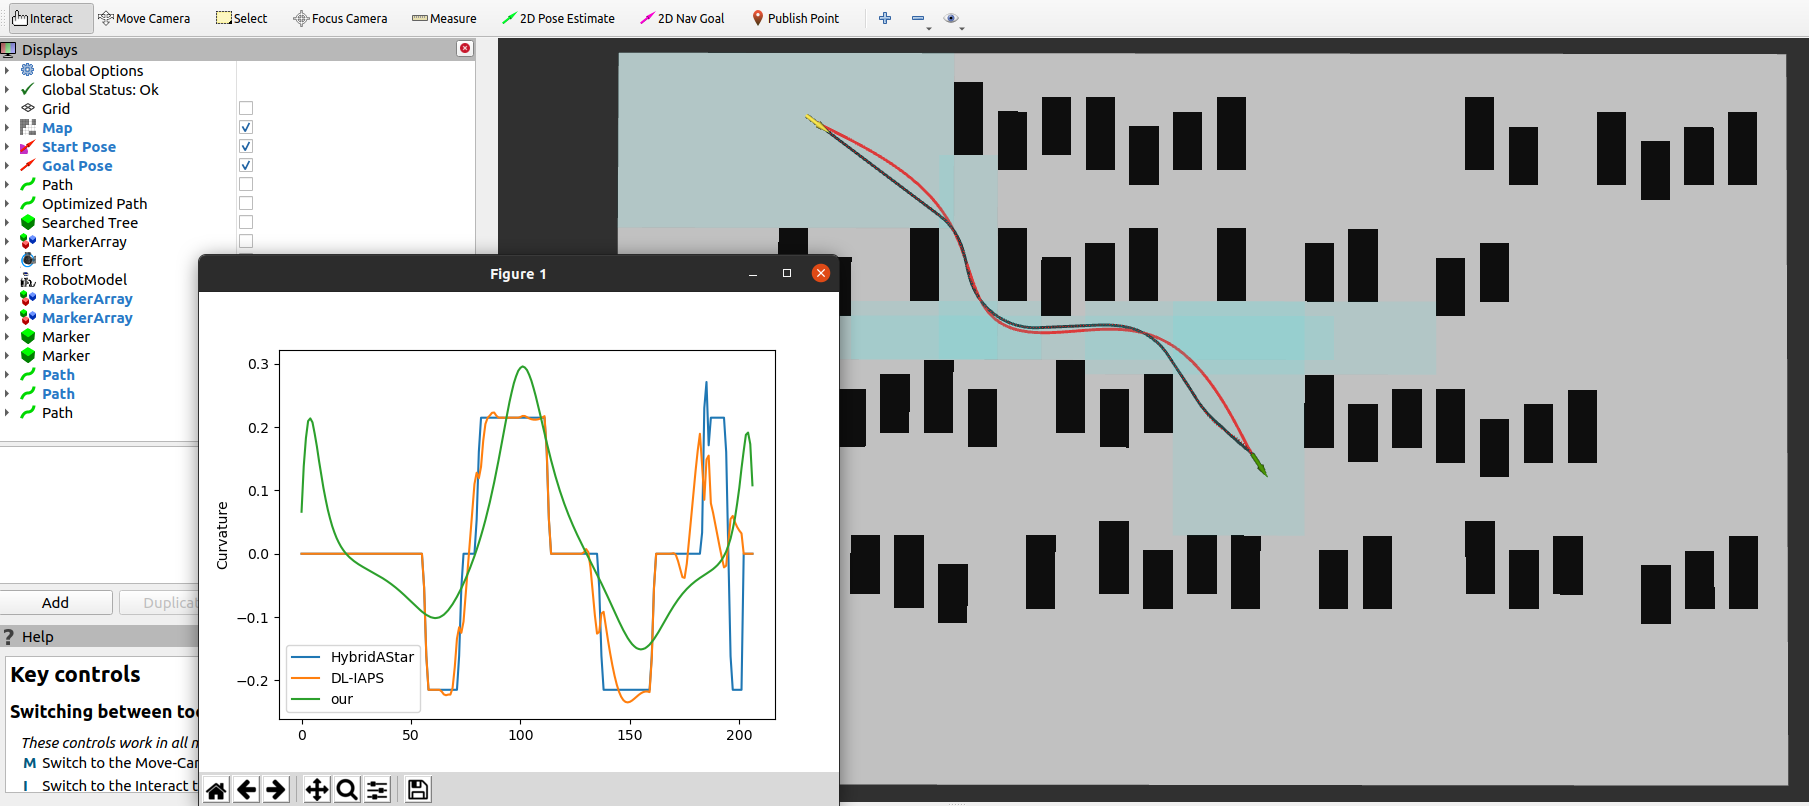 Interact Move Camera Select Focus Camera Measure 2D Pose Estimate 2D Nav Goal Publish Point
Displays
Global Options
Global Status: Ok
Grid
Map
Start Pose
Goal Pose
Path
Optimized Path
Searched Tree
MarkerArray
Effort
RobotModel
MarkerArray
MarkerArray
Marker
Marker
Path
Path
Path
Add
Duplicat
Help
Key controls
Switching between too
These controls work in all m
M Switch to the Move-Car
I Switch to the Interact t
Figure 1
Curvature
0.3
0.2
0.1
0.0
−0.1
−0.2
0 50 100 150 200
HybridAStar
DL-IAPS
our